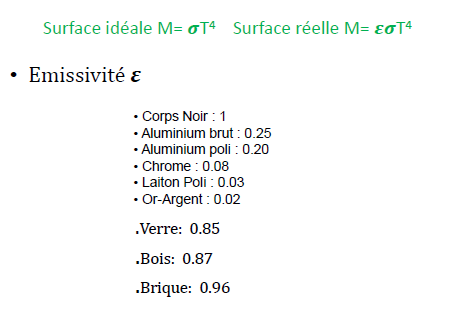 Surface idéale M= σT⁴ Surface réelle M= εσT⁴
• Emissivité ε
• Corps Noir : 1
• Aluminium brut : 0.25
• Aluminium poli : 0.20
• Chrome : 0.08
• Laiton Poli : 0.03
• Or-Argent : 0.02
.Verre: 0.85
.Bois: 0.87
.Brique: 0.96